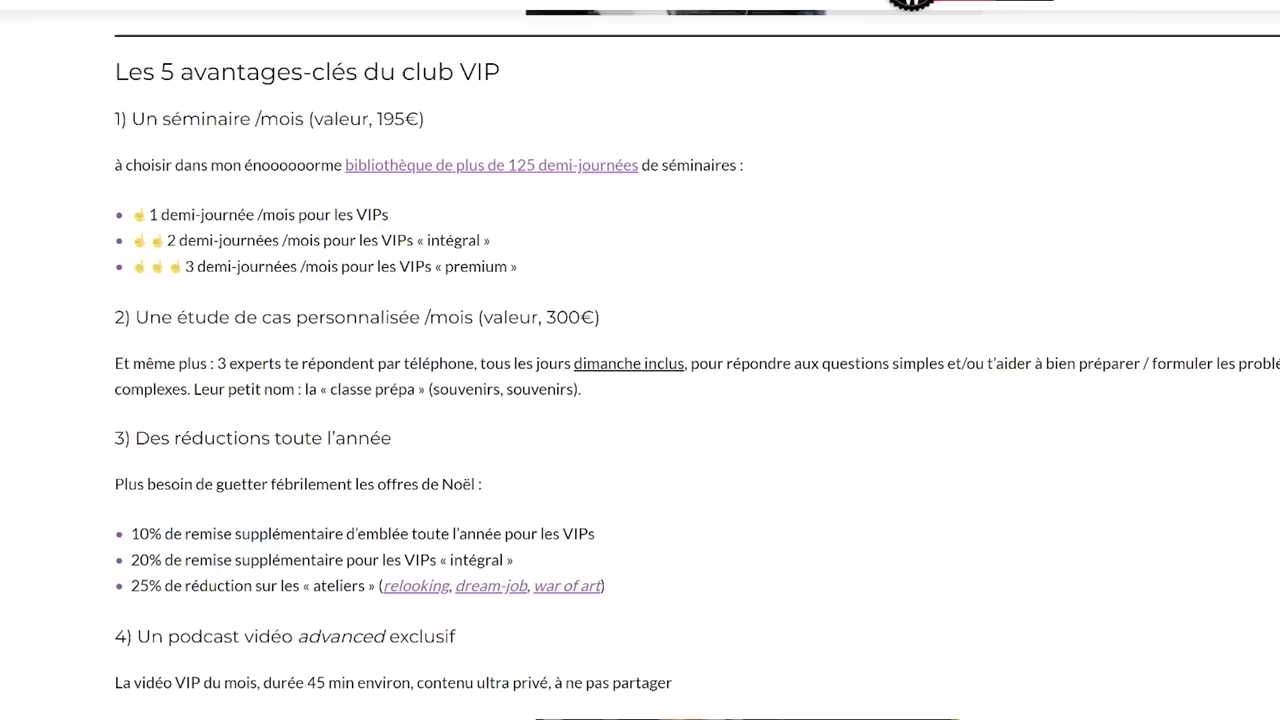 Les 5 avantages-clés du club VIP
1) Un séminaire /mois (valeur, 195€)
à choisir dans mon énoooooorme bibliothèque de plus de 125 demi-journées de séminaires :
☝1 demi-journée /mois pour les VIPs
☝☝2 demi-journées /mois pour les VIPs « intégral »
☝☝☝3 demi-journées /mois pour les VIPs « premium »
2) Une étude de cas personnalisée /mois (valeur, 300€)
Et même plus : 3 experts te répondent par téléphone, tous les jours dimanche inclus, pour répondre aux questions simples et/ou t’aider à bien préparer / formuler les
complexes. Leur petit nom : la « classe prépa » (souvenirs, souvenirs).
3) Des réductions toute l’année
Plus besoin de guetter fébrilement les offres de Noël :
10% de remise supplémentaire d’emblée toute l’année pour les VIPs
20% de remise supplémentaire pour les VIPs « intégral »
25% de réduction sur les « ateliers » (relooking, dream-job, war of art)
4) Un podcast vidéo advanced exclusif
La vidéo VIP du mois, durée 45 min environ, contenu ultra privé, à ne pas partager